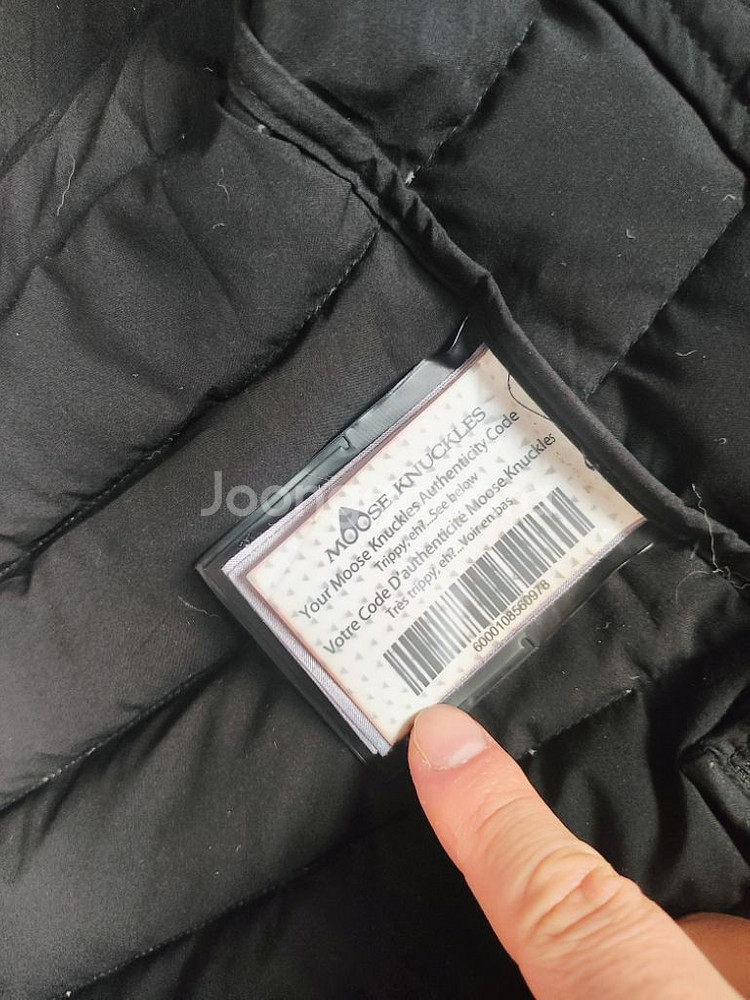 MOOSE KNUCKLES
Your Moose Knuckles Authenticity Code
Trippy, eh?...See below
Votre Code D'authenticité Moose Knuckles
Très trippy, eh?...Voir en bas
6000108560978